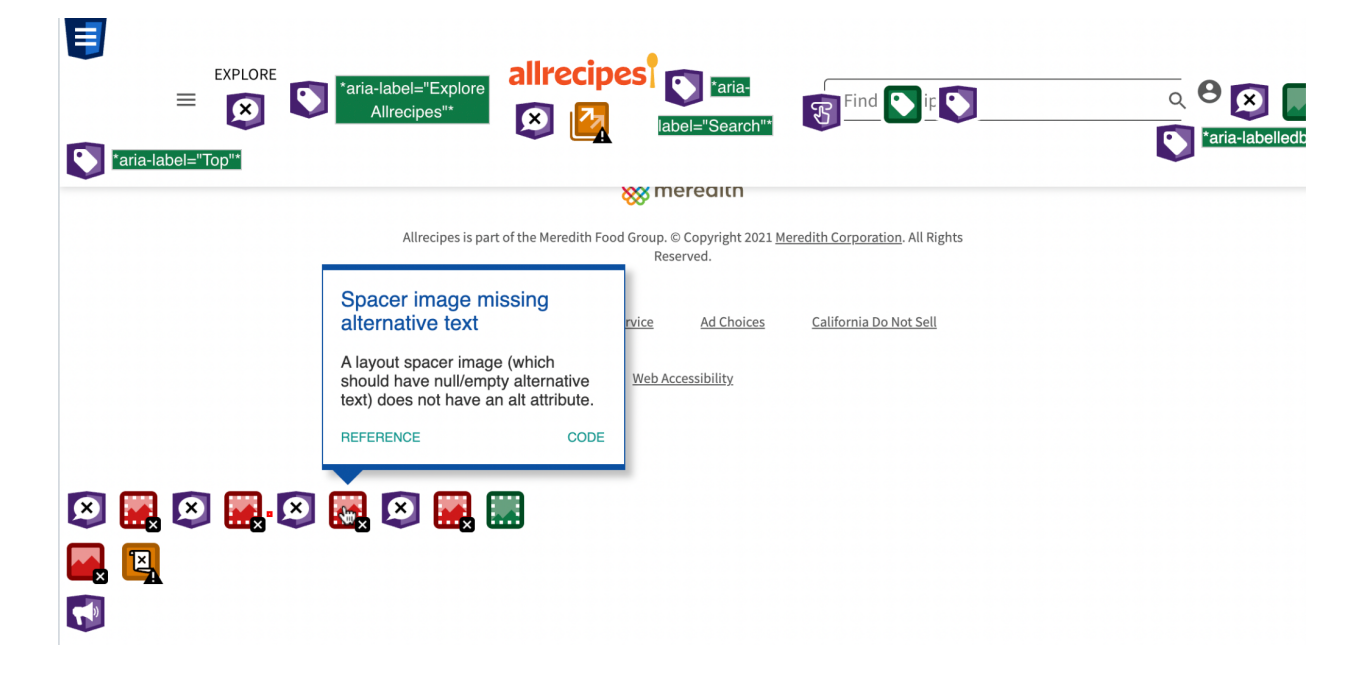 EXPLORE
*aria-label="Explore
Allrecipes"*
allrecipes
*aria-
label="Search"*
Find
*aria-label="Top"*
*aria-labelledb
meredith
Allrecipes is part of the Meredith Food Group. © Copyright 2021 Meredith Corporation. All Rights
Reserved.
Spacer image missing
alternative text
A layout spacer image (which
should have null/empty alternative
text) does not have an alt attribute.
REFERENCE CODE
rvice Ad Choices California Do Not Sell
Web Accessibility